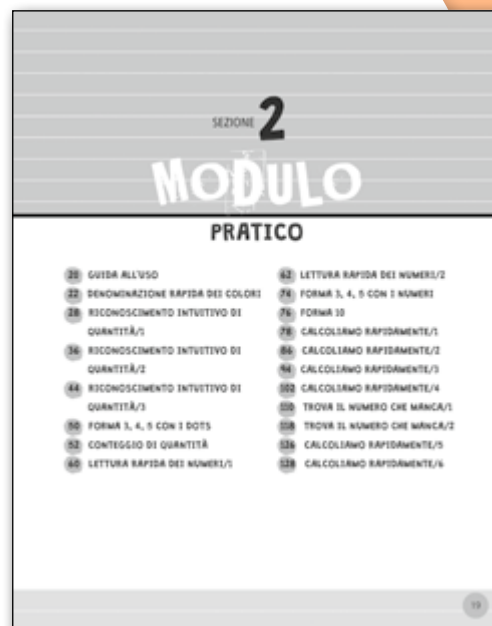 SEZIONE 2
MODULO
PRATICO
20 GUIDA ALL'USO
22 DENOMINAZIONE RAPIDA DEI COLORI
28 RICONOSCIMENTO INTUITIVO DI
QUANTITÀ/1
36 RICONOSCIMENTO INTUITIVO DI
QUANTITÀ/2
44 RICONOSCIMENTO INTUITIVO DI
QUANTITÀ/3
50 FORMA 3, 4, 5 CON I DOTS
52 CONTEGGIO DI QUANTITÀ
60 LETTURA RAPIDA DEI NUMERI/1
62 LETTURA RAPIDA DEI NUMERI/2
74 FORMA 3, 4, 5 CON I NUMERI
76 FORMA 10
78 CALCOLIAMO RAPIDAMENTE/1
86 CALCOLIAMO RAPIDAMENTE/2
94 CALCOLIAMO RAPIDAMENTE/3
102 CALCOLIAMO RAPIDAMENTE/4
110 TROVA IL NUMERO CHE MANCA/1
118 TROVA IL NUMERO CHE MANCA/2
126 CALCOLIAMO RAPIDAMENTE/5
128 CALCOLIAMO RAPIDAMENTE/6
19